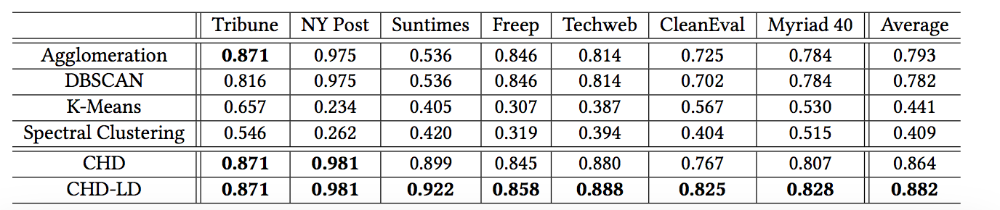 Tribune NY Post Suntimes Freep Techweb CleanEval Myriad 40 Average
Agglomeration 0.871 0.975 0.536 0.846 0.814 0.725 0.784 0.793
DBSCAN 0.816 0.975 0.536 0.846 0.814 0.702 0.784 0.782
K-Means 0.657 0.234 0.405 0.307 0.387 0.567 0.530 0.441
Spectral Clustering 0.546 0.262 0.420 0.319 0.394 0.404 0.515 0.409
CHD 0.871 0.981 0.899 0.845 0.880 0.767 0.807 0.864
CHD-LD 0.871 0.981 0.922 0.858 0.888 0.825 0.828 0.882